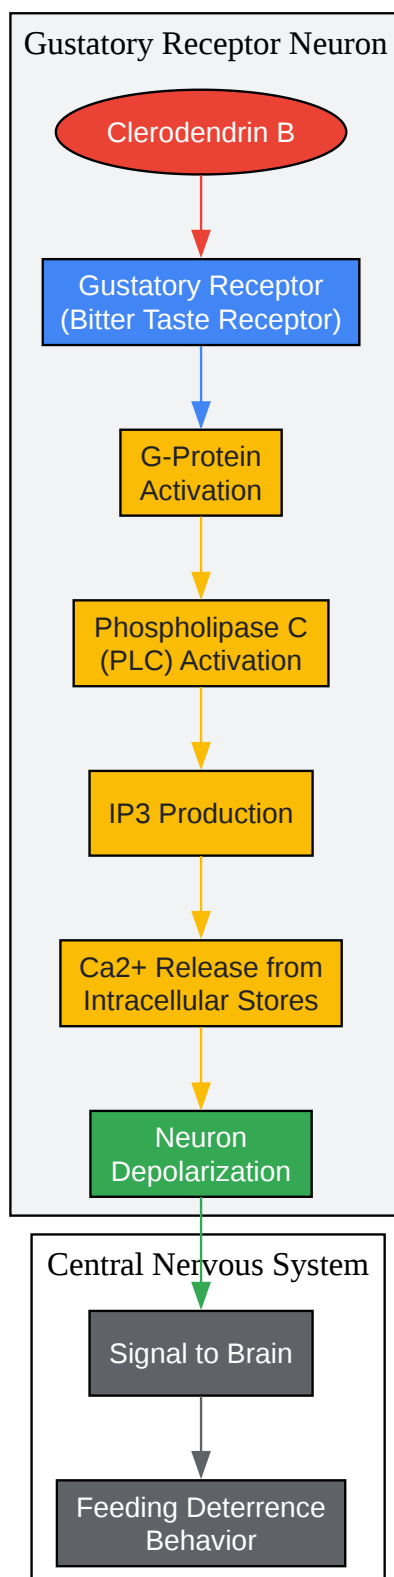 Gustatory Receptor Neuron
Clerodendrin B
Gustatory Receptor
(Bitter Taste Receptor)
G-Protein
Activation
Phospholipase C
(PLC) Activation
IP3 Production
Ca2+ Release from
Intracellular Stores
Neuron
Depolarization
Central Nervous System
Signal to Brain
Feeding Deterrence
Behavior